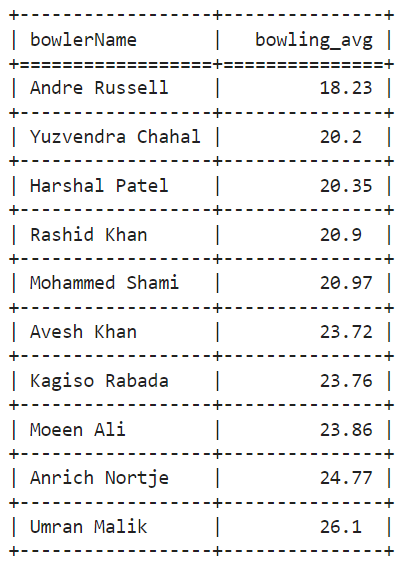 +------------------+---------------+
| bowlerName       |   bowling_avg |
+==================+===============+
| Andre Russell    |         18.23 |
+------------------+---------------+
| Yuzvendra Chahal |         20.2  |
+------------------+---------------+
| Harshal Patel    |         20.35 |
+------------------+---------------+
| Rashid Khan      |         20.9  |
+------------------+---------------+
| Mohammed Shami   |         20.97 |
+------------------+---------------+
| Avesh Khan       |         23.72 |
+------------------+---------------+
| Kagiso Rabada    |         23.76 |
+------------------+---------------+
| Moeen Ali        |         23.86 |
+------------------+---------------+
| Anrich Nortje    |         24.77 |
+------------------+---------------+
| Umran Malik      |         26.1  |
+------------------+---------------+